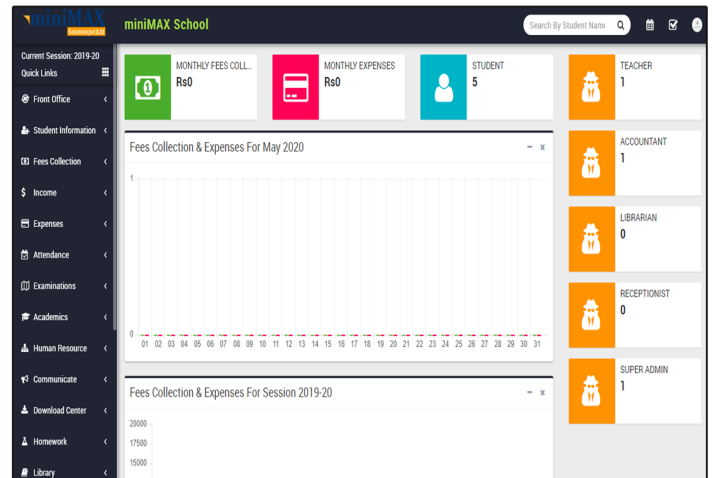 miniMAX
Solutions(pvt)Ltd
miniMAX School
Search By Student Name
Current Session: 2019-20
Quick Links
Front Office
Student Information
Fees Collection
$ Income
Expenses
Attendance
Examinations
Academics
Human Resource
Communicate
Download Center
Homework
Library
MONTHLY FEES COLL...
Rs0
MONTHLY EXPENSES
Rs0
STUDENT
5
TEACHER
1
ACCOUNTANT
1
LIBRARIAN
0
RECEPTIONIST
0
SUPER ADMIN
1
Fees Collection & Expenses For May 2020
1
0
01 02 03 04 05 06 07 08 09 10 11 12 13 14 15 16 17 18 19 20 21 22 23 24 25 26 27 28 29 30 31
Fees Collection & Expenses For Session 2019-20
20000
17500
15000